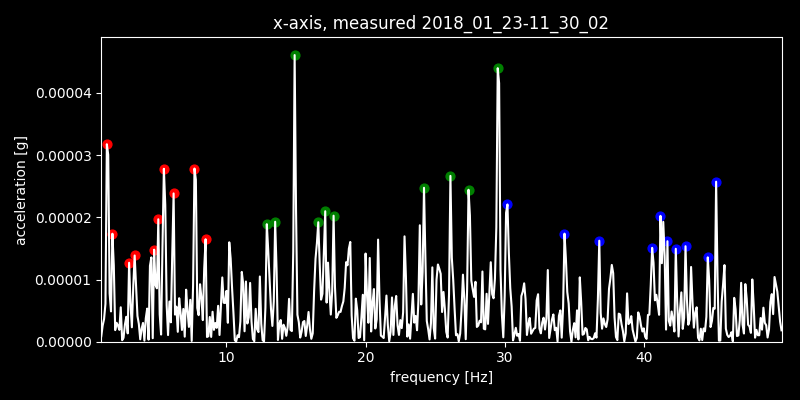 x-axis, measured 2018_01_23-11_30_02
acceleration [g]
0.00004
0.00003
0.00002
0.00001
0.00000
10 20 30 40
frequency [Hz]